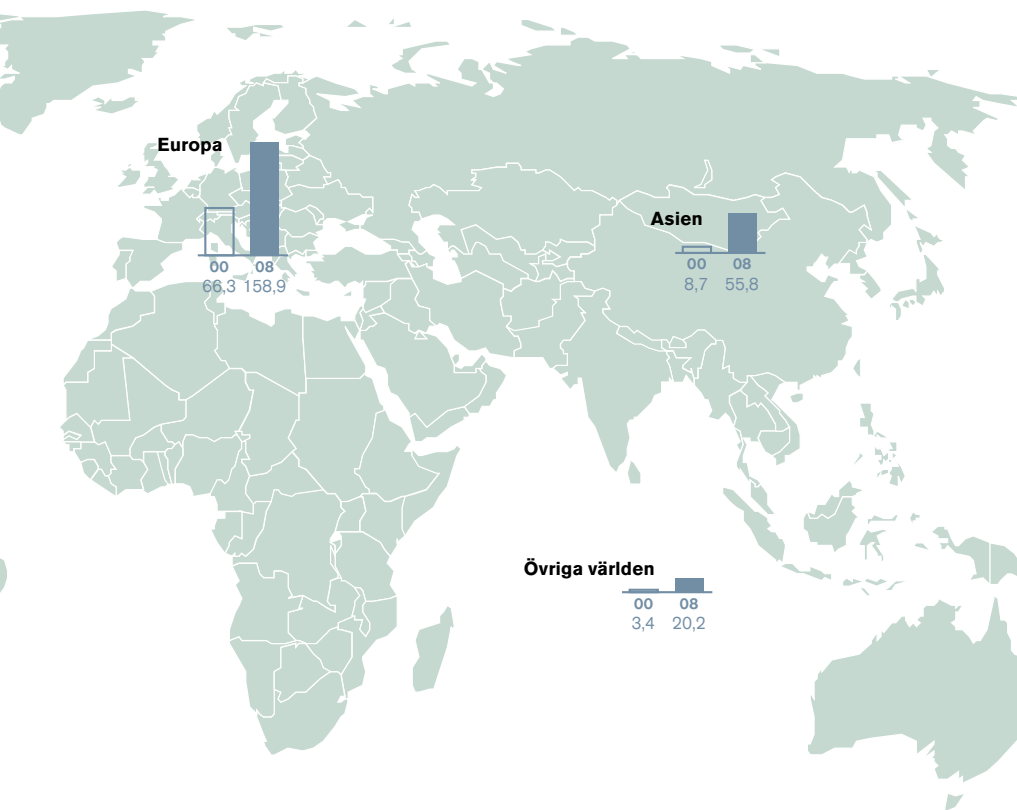 Europa
00 08
66,3 158,9
Asien
00 08
8,7 55,8
Övriga världen
00 08
3,4 20,2